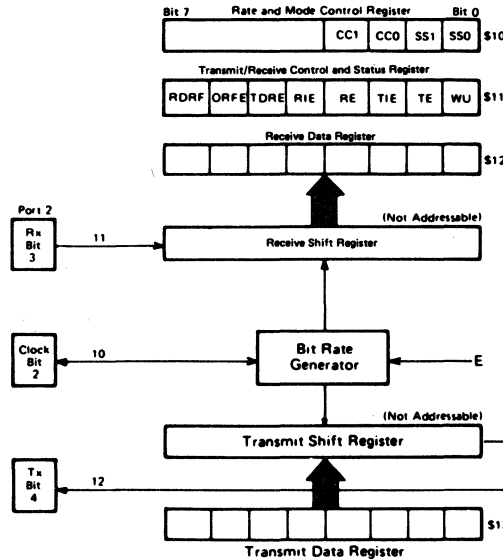 Bit 7 Rate and Mode Control Register Bit 0
CC1 CC0 SS1 SS0 $10
Transmit/Receive Control and Status Register
RDRF ORFE TDRE RIE RE TIE TE WU $11
Receive Data Register
$12
Port 2
(Not Addressable)
Rx
Bit
3
11
Receive Shift Register
Clock
Bit
2
10
Bit Rate
Generator
E
(Not Addressable)
Transmit Shift Register
Tx
Bit
4
12
Transmit Data Register